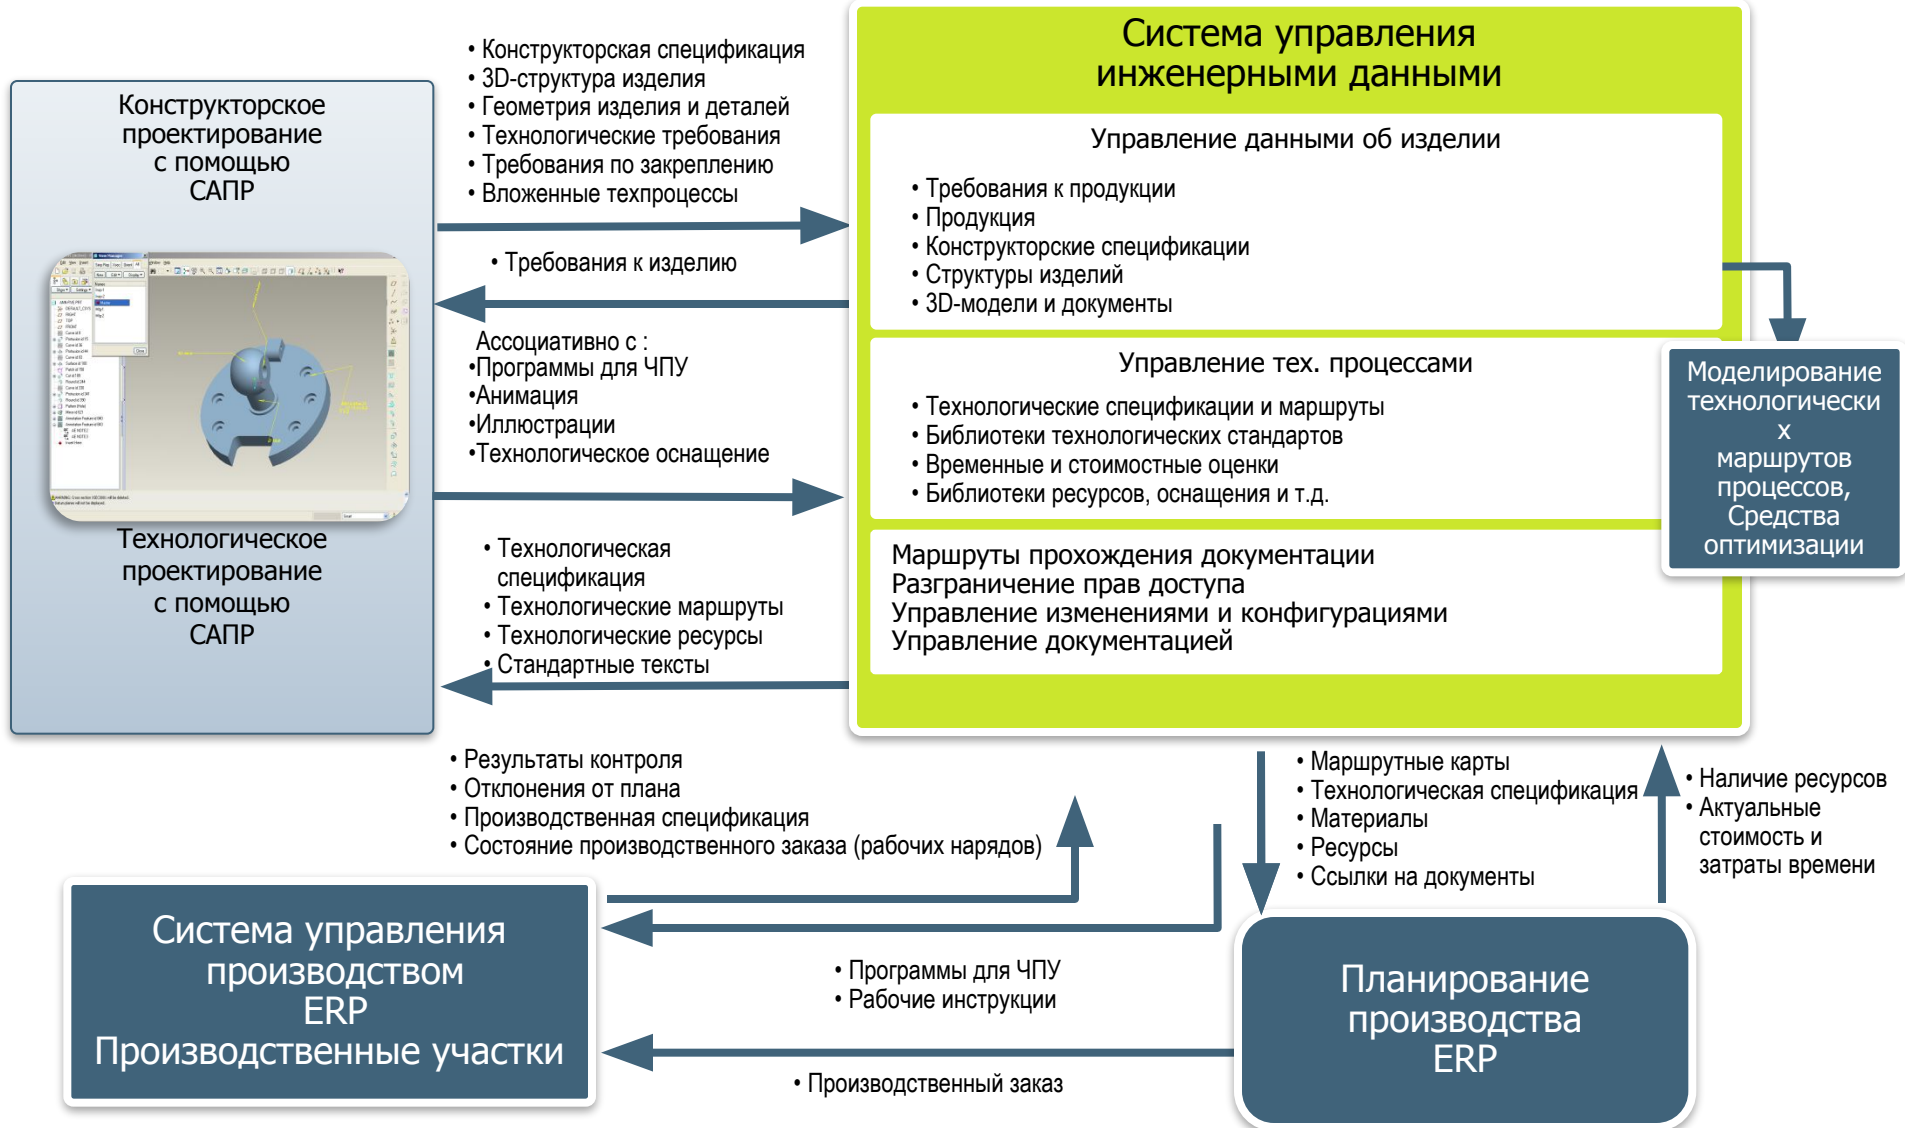 Конструкторское
проектирование
с помощью
САПР
Технологическое
проектирование
с помощью
САПР
• Конструкторская спецификация
• 3D-структура изделия
• Геометрия изделия и деталей
• Технологические требования
• Требования по закреплению
• Вложенные техпроцессы
• Требования к изделию
Ассоциативно с :
•Программы для ЧПУ
•Анимация
•Иллюстрации
•Технологическое оснащение
• Технологическая
спецификация
• Технологические маршруты
• Технологические ресурсы
• Стандартные тексты
Система управления
инженерными данными
Управление данными об изделии
• Требования к продукции
• Продукция
• Конструкторские спецификации
• Структуры изделий
• 3D-модели и документы
Управление тех. процессами
• Технологические спецификации и маршруты
• Библиотеки технологических стандартов
• Временные и стоимостные оценки
• Библиотеки ресурсов, оснащения и т.д.
Маршруты прохождения документации
Разграничение прав доступа
Управление изменениями и конфигурациями
Управление документацией
Моделирование
технологически
х
маршрутов
процессов,
Средства
оптимизации
• Результаты контроля
• Отклонения от плана
• Производственная спецификация
• Состояние производственного заказа (рабочих нарядов)
• Маршрутные карты
• Технологическая спецификация
• Материалы
• Ресурсы
• Ссылки на документы
• Наличие ресурсов
• Актуальные
стоимость и
затраты времени
Система управления
производством
ERP
Производственные участки
• Программы для ЧПУ
• Рабочие инструкции
• Производственный заказ
Планирование
производства
ERP